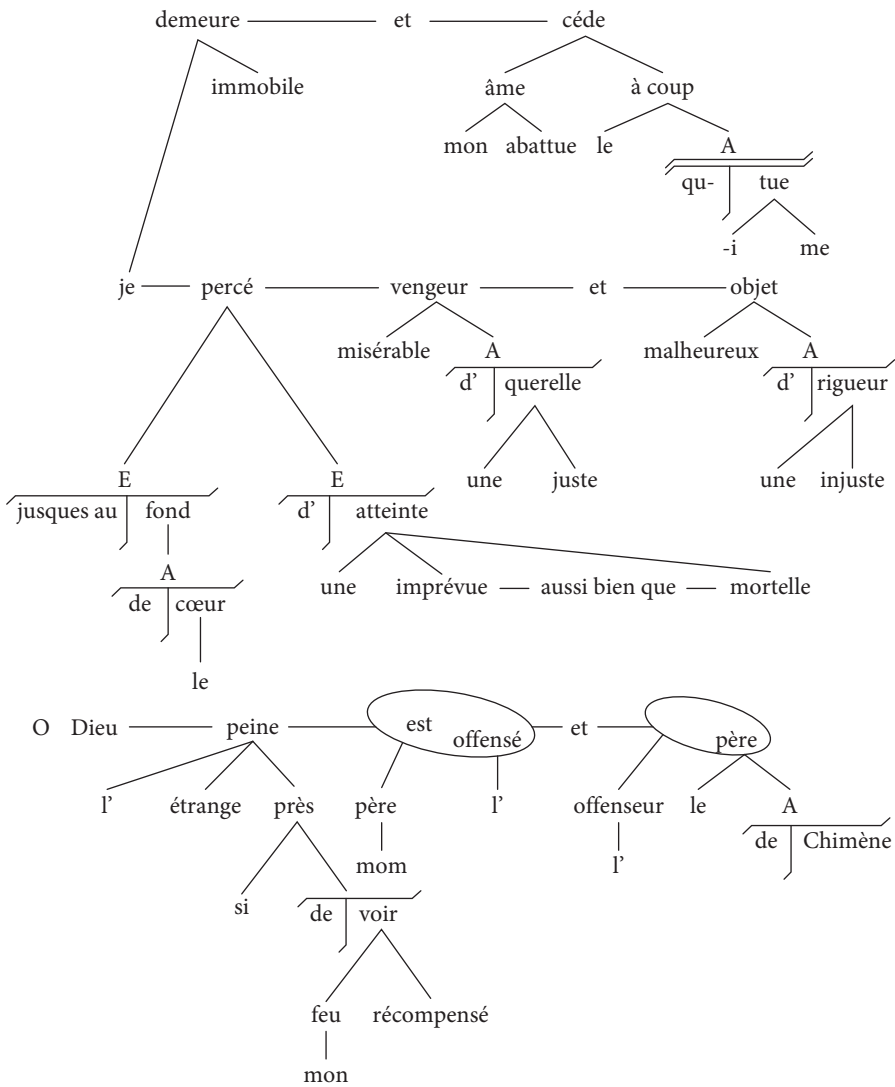 demeure et céde
immobile âme à coup
mon abattue le A
qu- tue
-i me
je percé vengeur et objet
misérable A malheureux A
d' querelle d' rigueur
une juste une injuste
E E
jusques au fond d' atteinte
A
de cœur
une imprévue aussi bien que mortelle
le
O Dieu peine est offensé et père
l' étrange près père l' offenseur le A
de Chimène
mom l'
si
de voir
feu récompensé
mon